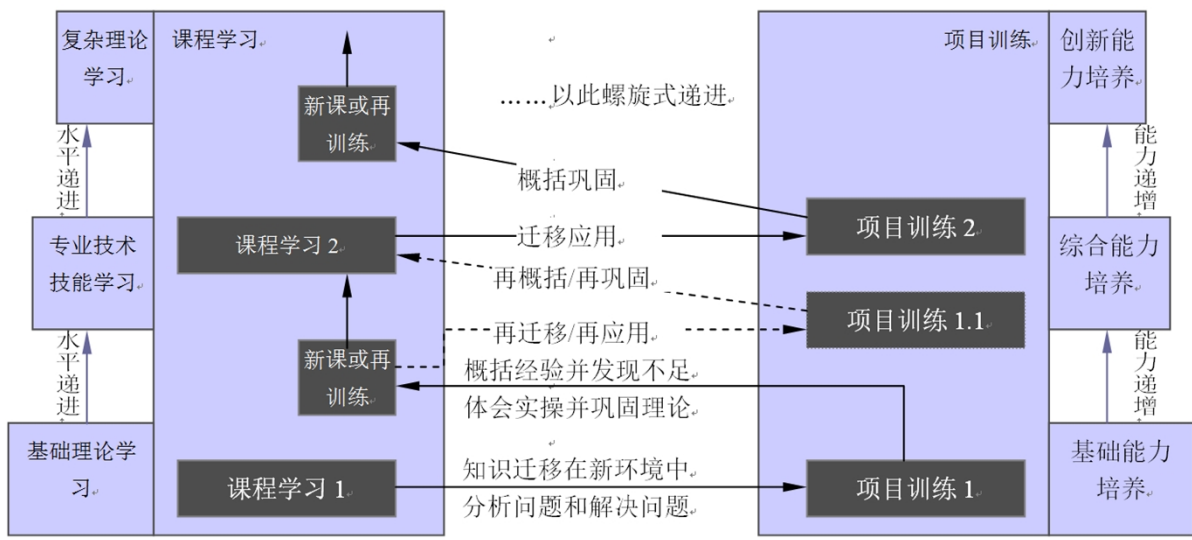 复杂理论
学习
课程学习
项目训练
创新能
力培养
新课或再
训练
……以此螺旋式递进
水平递进
能力递增
概括巩固
专业技术
技能学习
课程学习 2
迁移应用
项目训练 2
综合能力
培养
再概括/再巩固
项目训练 1.1
再迁移/再应用
新课或再
训练
概括经验并发现不足
体会实操并巩固理论
水平递进
能力递增
基础理论学
习
课程学习 1
知识迁移在新环境中
分析问题和解决问题
项目训练 1
基础能力
培养